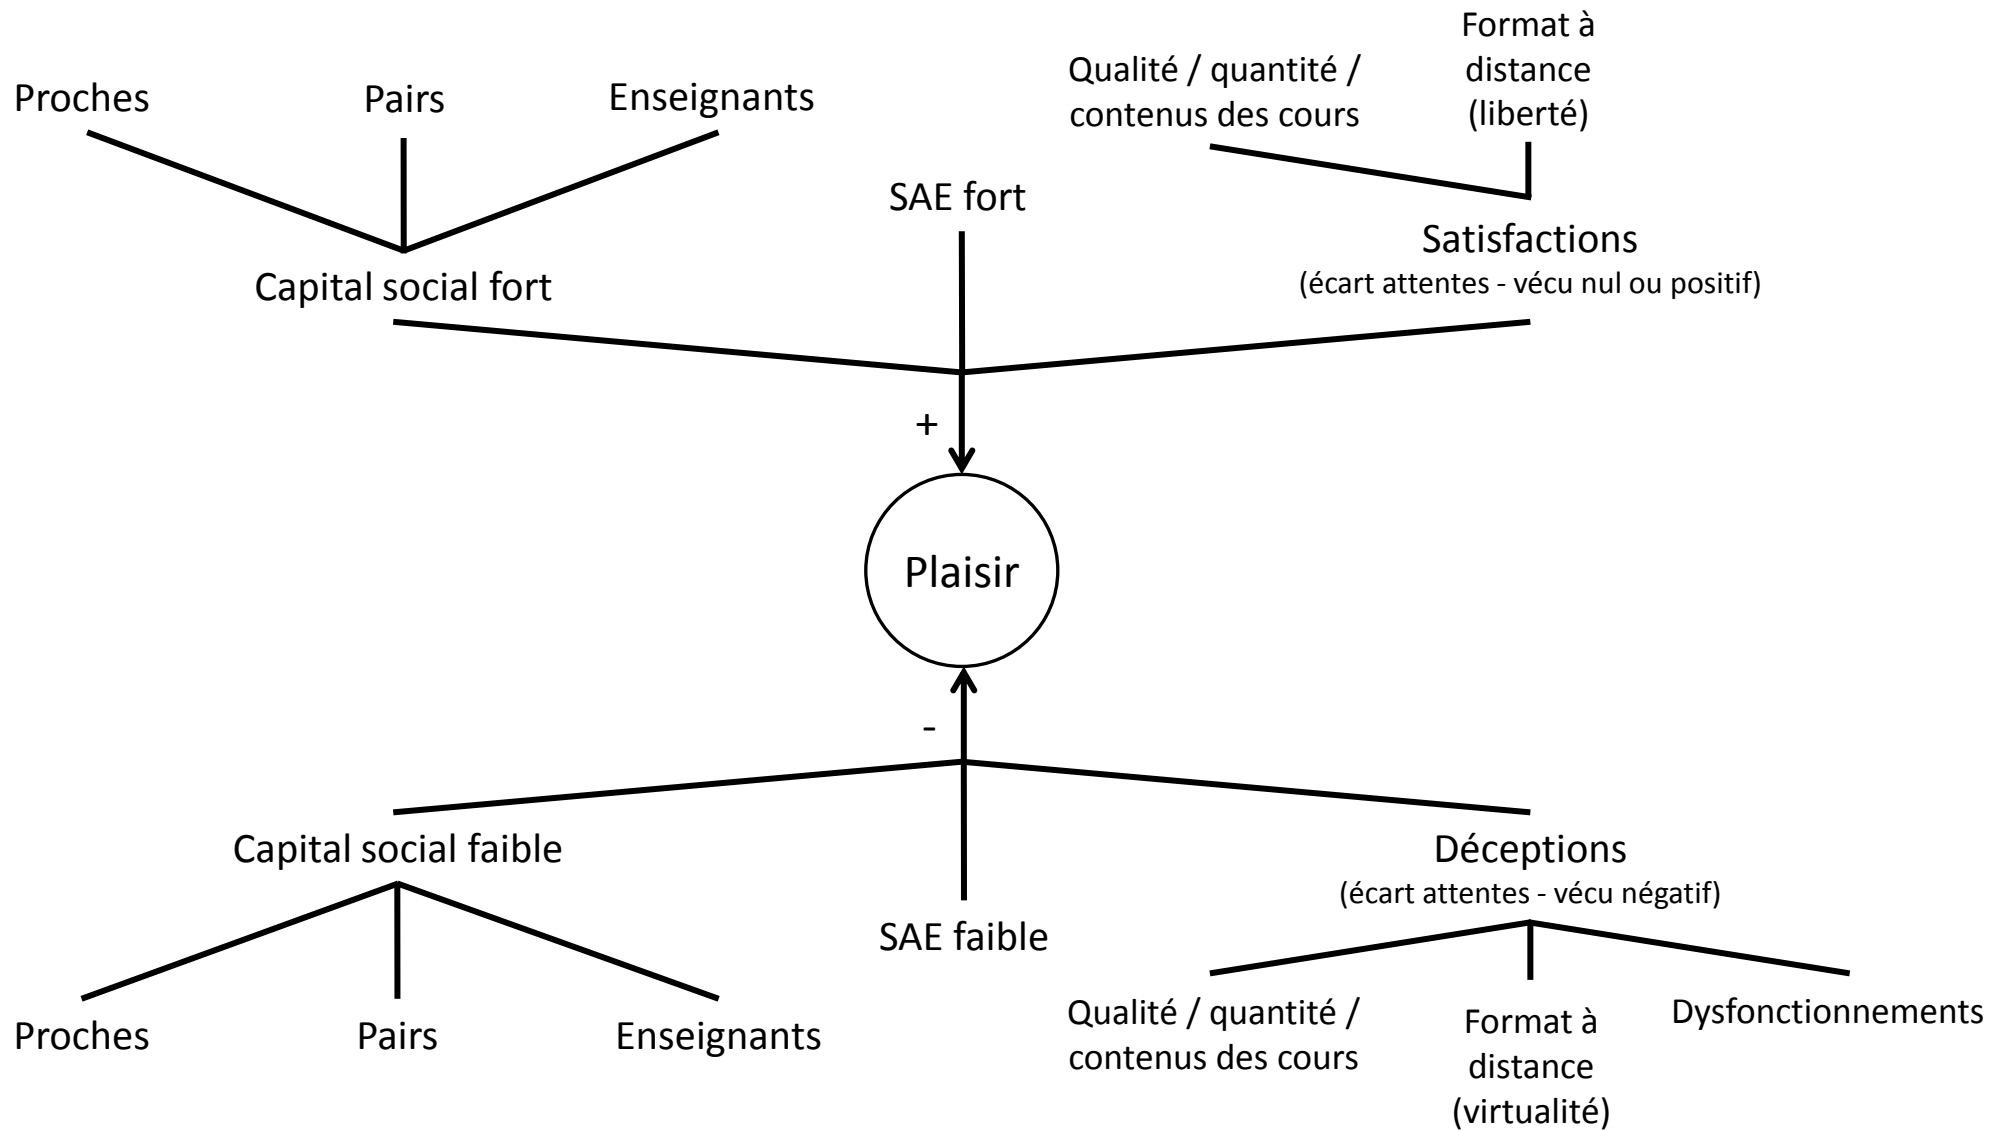 Proches
Pairs
Enseignants
Qualité / quantité /
contenus des cours
Format à
distance
(liberté)
SAE fort
Capital social fort
Satisfactions
(écart attentes - vécu nul ou positif)
+
Plaisir
-
Capital social faible
SAE faible
Déceptions
(écart attentes - vécu négatif)
Proches
Pairs
Enseignants
Qualité / quantité /
contenus des cours
Format à
distance
(virtualité)
Dysfonctionnements